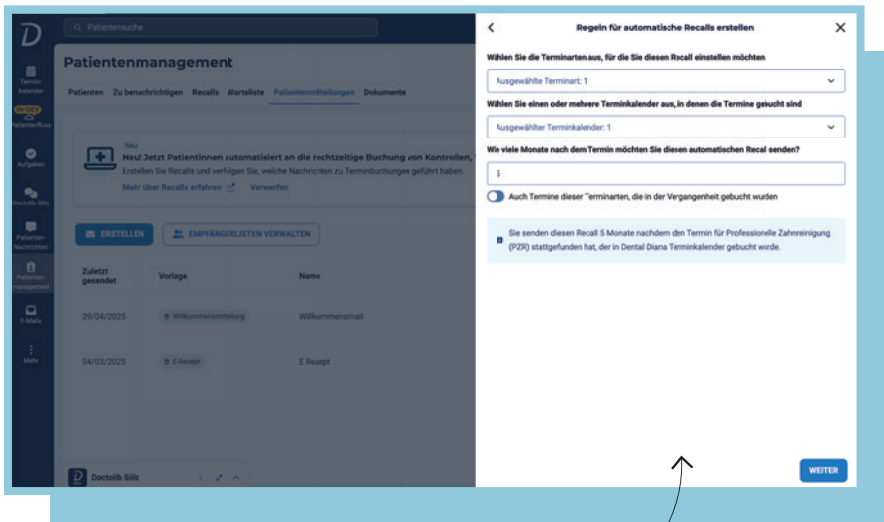 D
Patientensuche
Termin-
kalender
Patientenfluss
Aufgaben
Doctolib Siilo
Patienten-
Nachrichten
Patienten-
management
E-Mails
Mehr
Patientenmanagement
Patienten Zu benachrichtigen Recalls Warteliste Patientenmitteilungen Dokumente
Neu
Neu! Jetzt Patientinnen automatisiert an die rechtzeitige Buchung von Kontrollen,
Erstellen Sie Recalls und verfolgen Sie, welche Nachrichten zu Terminbuchungen geführt haben.
Mehr über Recalls erfahren Verwerfen
ERSTELLEN EMPFÄNGERLISTEN VERWALTEN
Zuletzt
gesendet
Vorlage
Name
29/04/2025 Willkommensmitteilung Willkommensmail
04/03/2025 E-Rezept E Rezept
D Doctolib Siilo
Regeln für automatische Recalls erstellen
Wählen Sie die Terminarten aus, für die Sie diesen Recall einstellen möchten
Ausgewählte Terminart: 1
Wählen Sie einen oder mehrere Terminkalender aus, in denen die Termine gebucht sind
Ausgewählter Terminkalender: 1
Wie viele Monate nach dem Termin möchten Sie diesen automatischen Recal senden?
5
Auch Termine dieser Terminarten, die in der Vergangenheit gebucht wurden
Sie senden diesen Recall 5 Monate nachdem den Termin für Professionelle Zahnreinigung
(PZR) stattgefunden hat, der in Dental Diana Terminkalender gebucht wurde.
WEITER